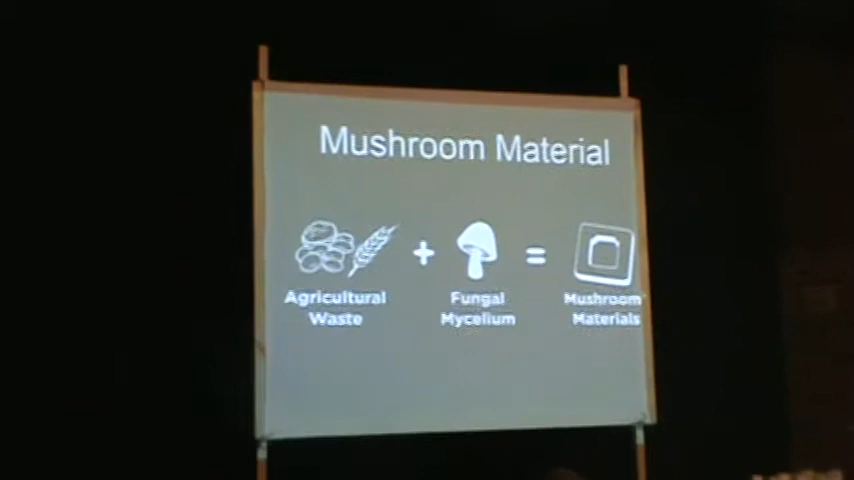 Mushroom Material
+
=
Agricultural Waste
Fungal Mycelium
Mushroom Materials